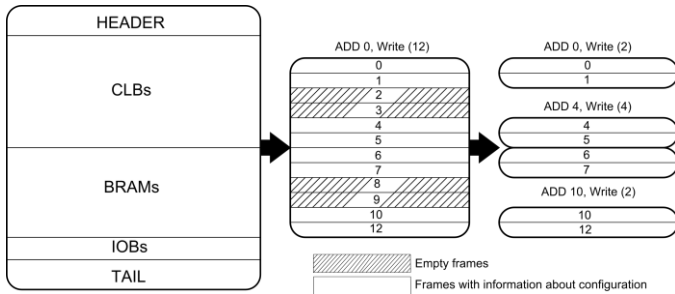 HEADER
CLBs
BRAMs
IOBs
TAIL
ADD 0, Write (12)
0
1
2
3
4
5
6
7
8
9
10
12
ADD 0, Write (2)
0
1
ADD 4, Write (4)
4
5
6
7
ADD 10, Write (2)
10
12
Empty frames
Frames with information about configuration